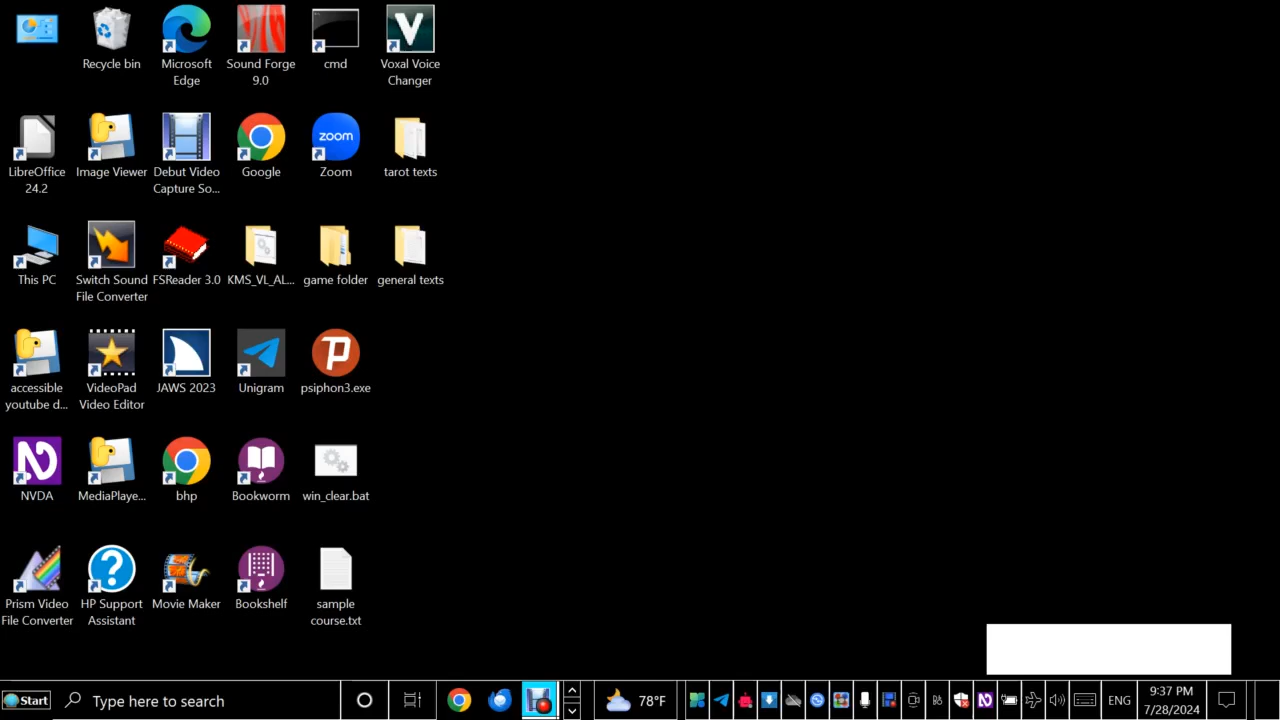 Recycle bin
Microsoft
Edge
Sound Forge
9.0
cmd
V
Voxal Voice
Changer
LibreOffice
24.2
Image Viewer
Debut Video
Capture So...
Google
zoom
Zoom
tarot texts
This PC
Switch Sound
File Converter
FSReader 3.0
KMS_VL_AL...
game folder
general texts
accessible
youtube d...
VideoPad
Video Editor
JAWS 2023
Unigram
psiphon3.exe
NVDA
MediaPlaye...
bhp
Bookworm
win_clear.bat
Prism Video
File Converter
HP Support
Assistant
Movie Maker
Bookshelf
sample
course.txt
Start
Type here to search
78°F
ENG
9:37 PM
7/28/2024